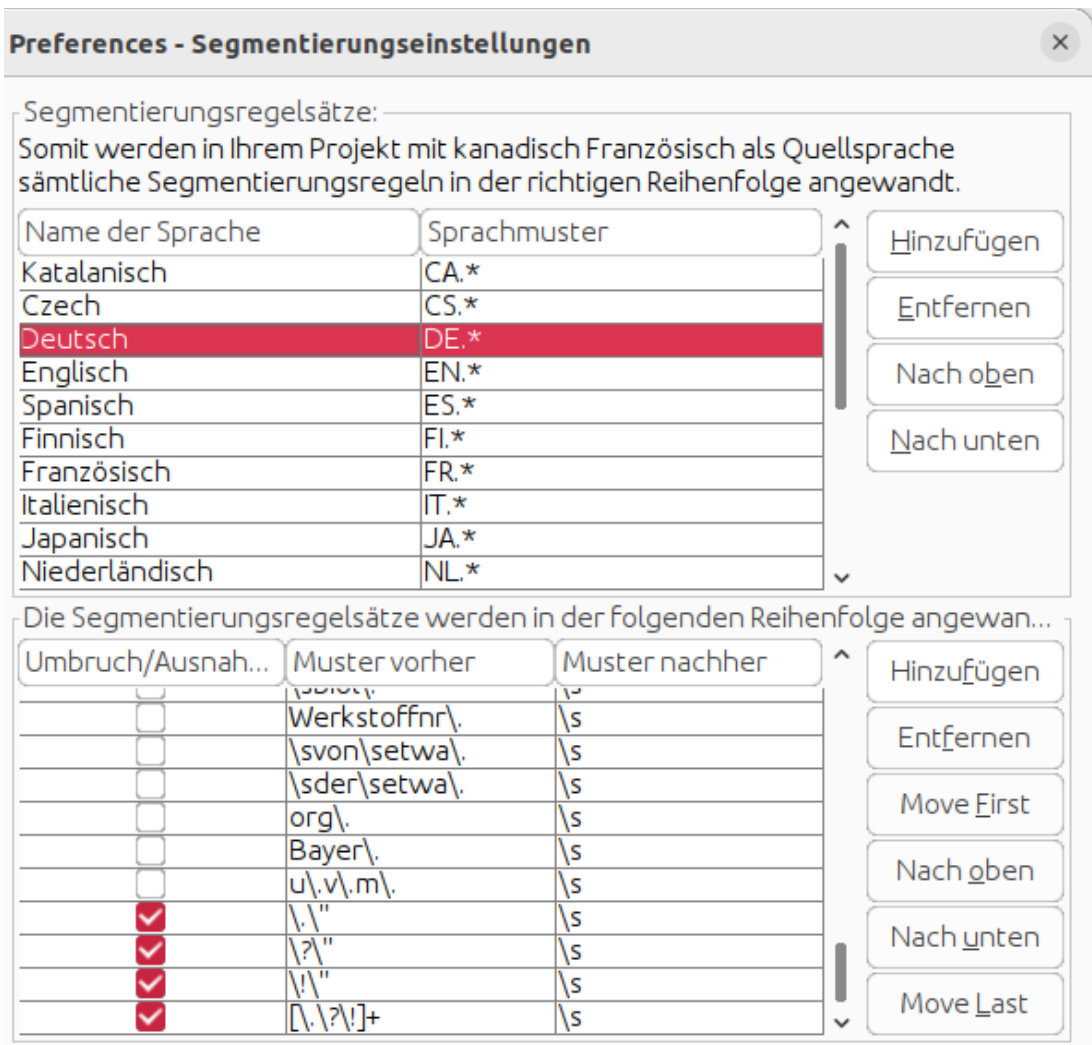 Preferences - Segmentierungseinstellungen
Segmentierungsregelsätze:
Somit werden in Ihrem Projekt mit kanadisch Französisch als Quellsprache
sämtliche Segmentierungsregeln in der richtigen Reihenfolge angewandt.
Name der Sprache Sprachmuster
Katalanisch CA.*
Czech CS.*
Deutsch DE.*
Englisch EN.*
Spanisch ES.*
Finnisch FI.*
Französisch FR.*
Italienisch IT.*
Japanisch JA.*
Niederländisch NL.*
Hinzufügen
Entfernen
Nach oben
Nach unten
Die Segmentierungsregelsätze werden in der folgenden Reihenfolge angewan...
Umbruch/Ausnah... Muster vorher Muster nachher
Werkstoffnr\. \s
\svon\setwa\. \s
\sder\setwa\. \s
org\. \s
Bayer\. \s
u\.v\.m\. \s
\.\" \s
\?\" \s
\!\" \s
[\.\?\!]+ \s
Hinzufügen
Entfernen
Move First
Nach oben
Nach unten
Move Last